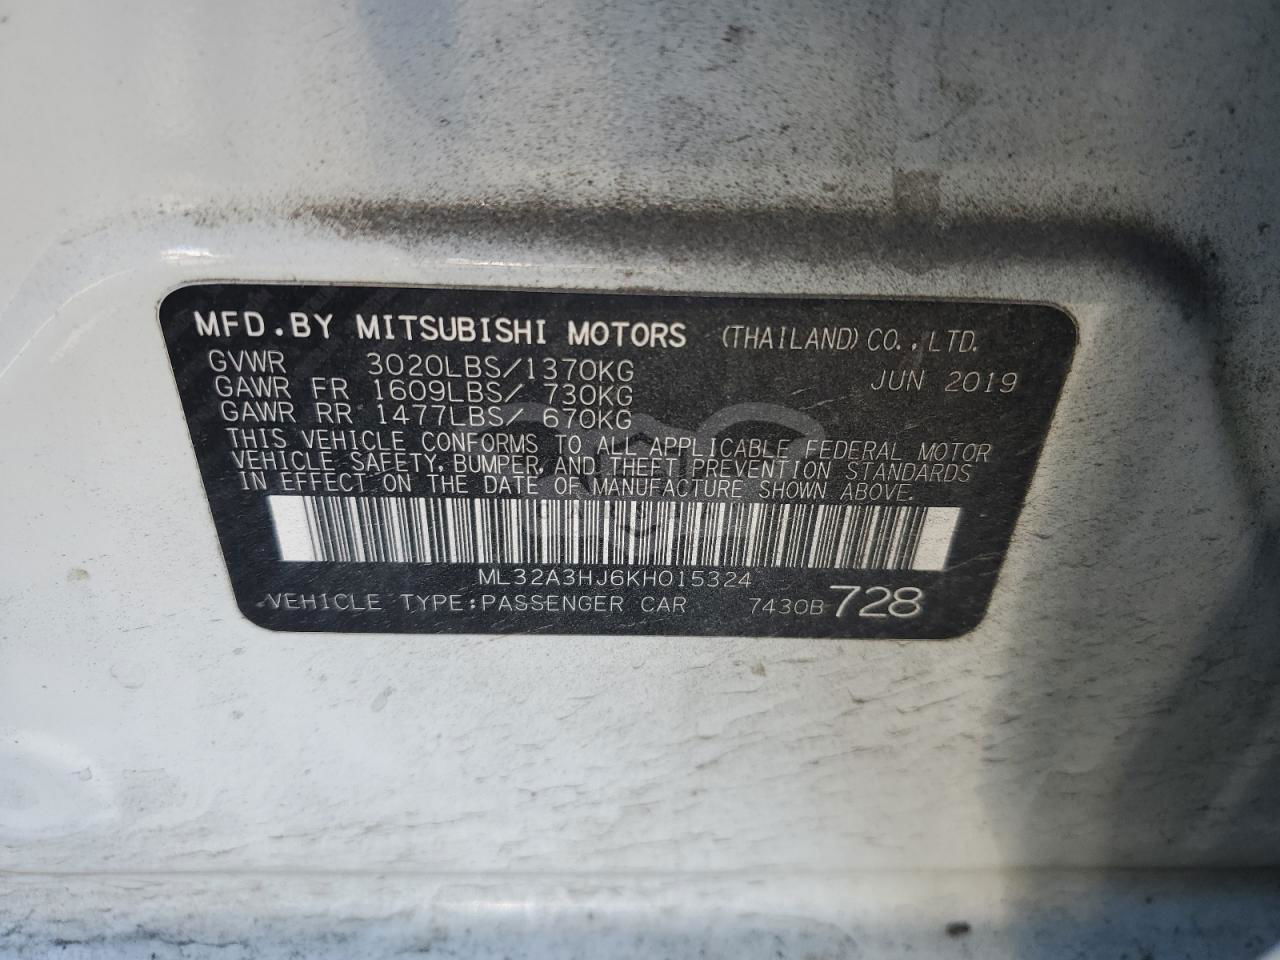 MFD.BY MITSUBISHI MOTORS (THAILAND) CO.,LTD.
GVWR 3020LBS/1370KG JUN 2019
GAWR FR 1609LBS/ 730KG
GAWR RR 1477LBS/ 670KG
THIS VEHICLE CONFORMS TO ALL APPLICABLE FEDERAL MOTOR
VEHICLE SAFETY, BUMPER, AND THEFT PREVENTION STANDARDS
IN EFFECT ON THE DATE OF MANUFACTURE SHOWN ABOVE.
ML32A3HJ6KH015324
VEHICLE TYPE:PASSENGER CAR 7430B 728